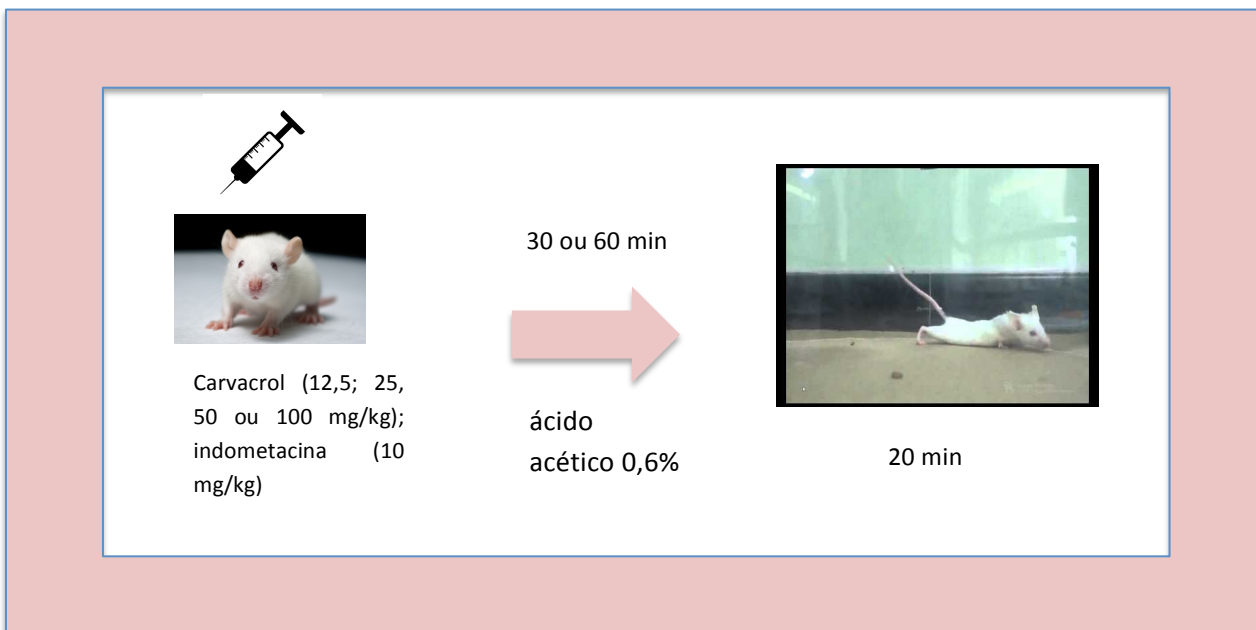 Carvacrol (12,5; 25,
50 ou 100 mg/kg);
indometacina (10
mg/kg)
30 ou 60 min
ácido
acético 0,6%
20 min